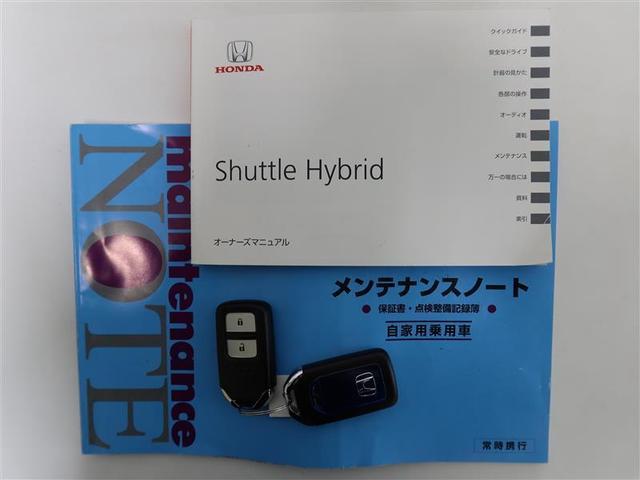 HONDA
Shuttle Hybrid
オーナーズマニュアル
クイックガイド
安全なドライブ
計器の見かた
各部の操作
オーディオ
運転
メンテナンス
万一の場合には
資料
索引
maintenance
NOTE
メンテナンスノート
● 保証書・点検整備記録簿 ●
自家用乗用車
常時携行